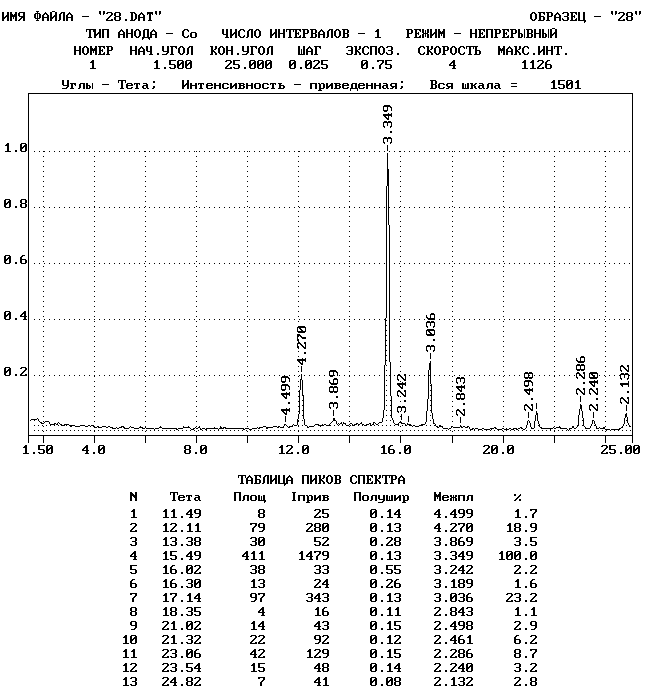 ИМЯ ФАЙЛА - "28.DAT" ОБРАЗЕЦ - "28"
ТИП АНОДА - Co ЧИСЛО ИНТЕРВАЛОВ - 1 РЕЖИМ - НЕПРЕРЫВНЫЙ
НОМЕР НАЧ.УГОЛ КОН.УГОЛ ШАГ ЭКСПОЗ. СКОРОСТЬ МАКС.ИНТ.
1 1.500 25.000 0.025 0.75 4 1126
Углы - Тета; Интенсивность - приведенная; Вся шкала = 1501
3.349
1.0
0.8
0.6
0.4
4.270
3.036
0.2
4.499
3.869
3.242
2.843
2.498
2.286
2.240
2.132
1.50 4.0 8.0 12.0 16.0 20.0 25.00
ТАБЛИЦА ПИКОВ СПЕКТРА
N Тета Площ Iприв Полушир Межпл %
1 11.49 8 25 0.14 4.499 1.7
2 12.11 79 280 0.13 4.270 18.9
3 13.38 30 52 0.28 3.869 3.5
4 15.49 411 1479 0.13 3.349 100.0
5 16.02 38 33 0.55 3.242 2.2
6 16.30 13 24 0.26 3.189 1.6
7 17.14 97 343 0.13 3.036 23.2
8 18.35 4 16 0.11 2.843 1.1
9 21.02 14 43 0.15 2.498 2.9
10 21.32 22 92 0.12 2.461 6.2
11 23.06 42 129 0.15 2.286 8.7
12 23.54 15 48 0.14 2.240 3.2
13 24.82 7 41 0.08 2.132 2.8